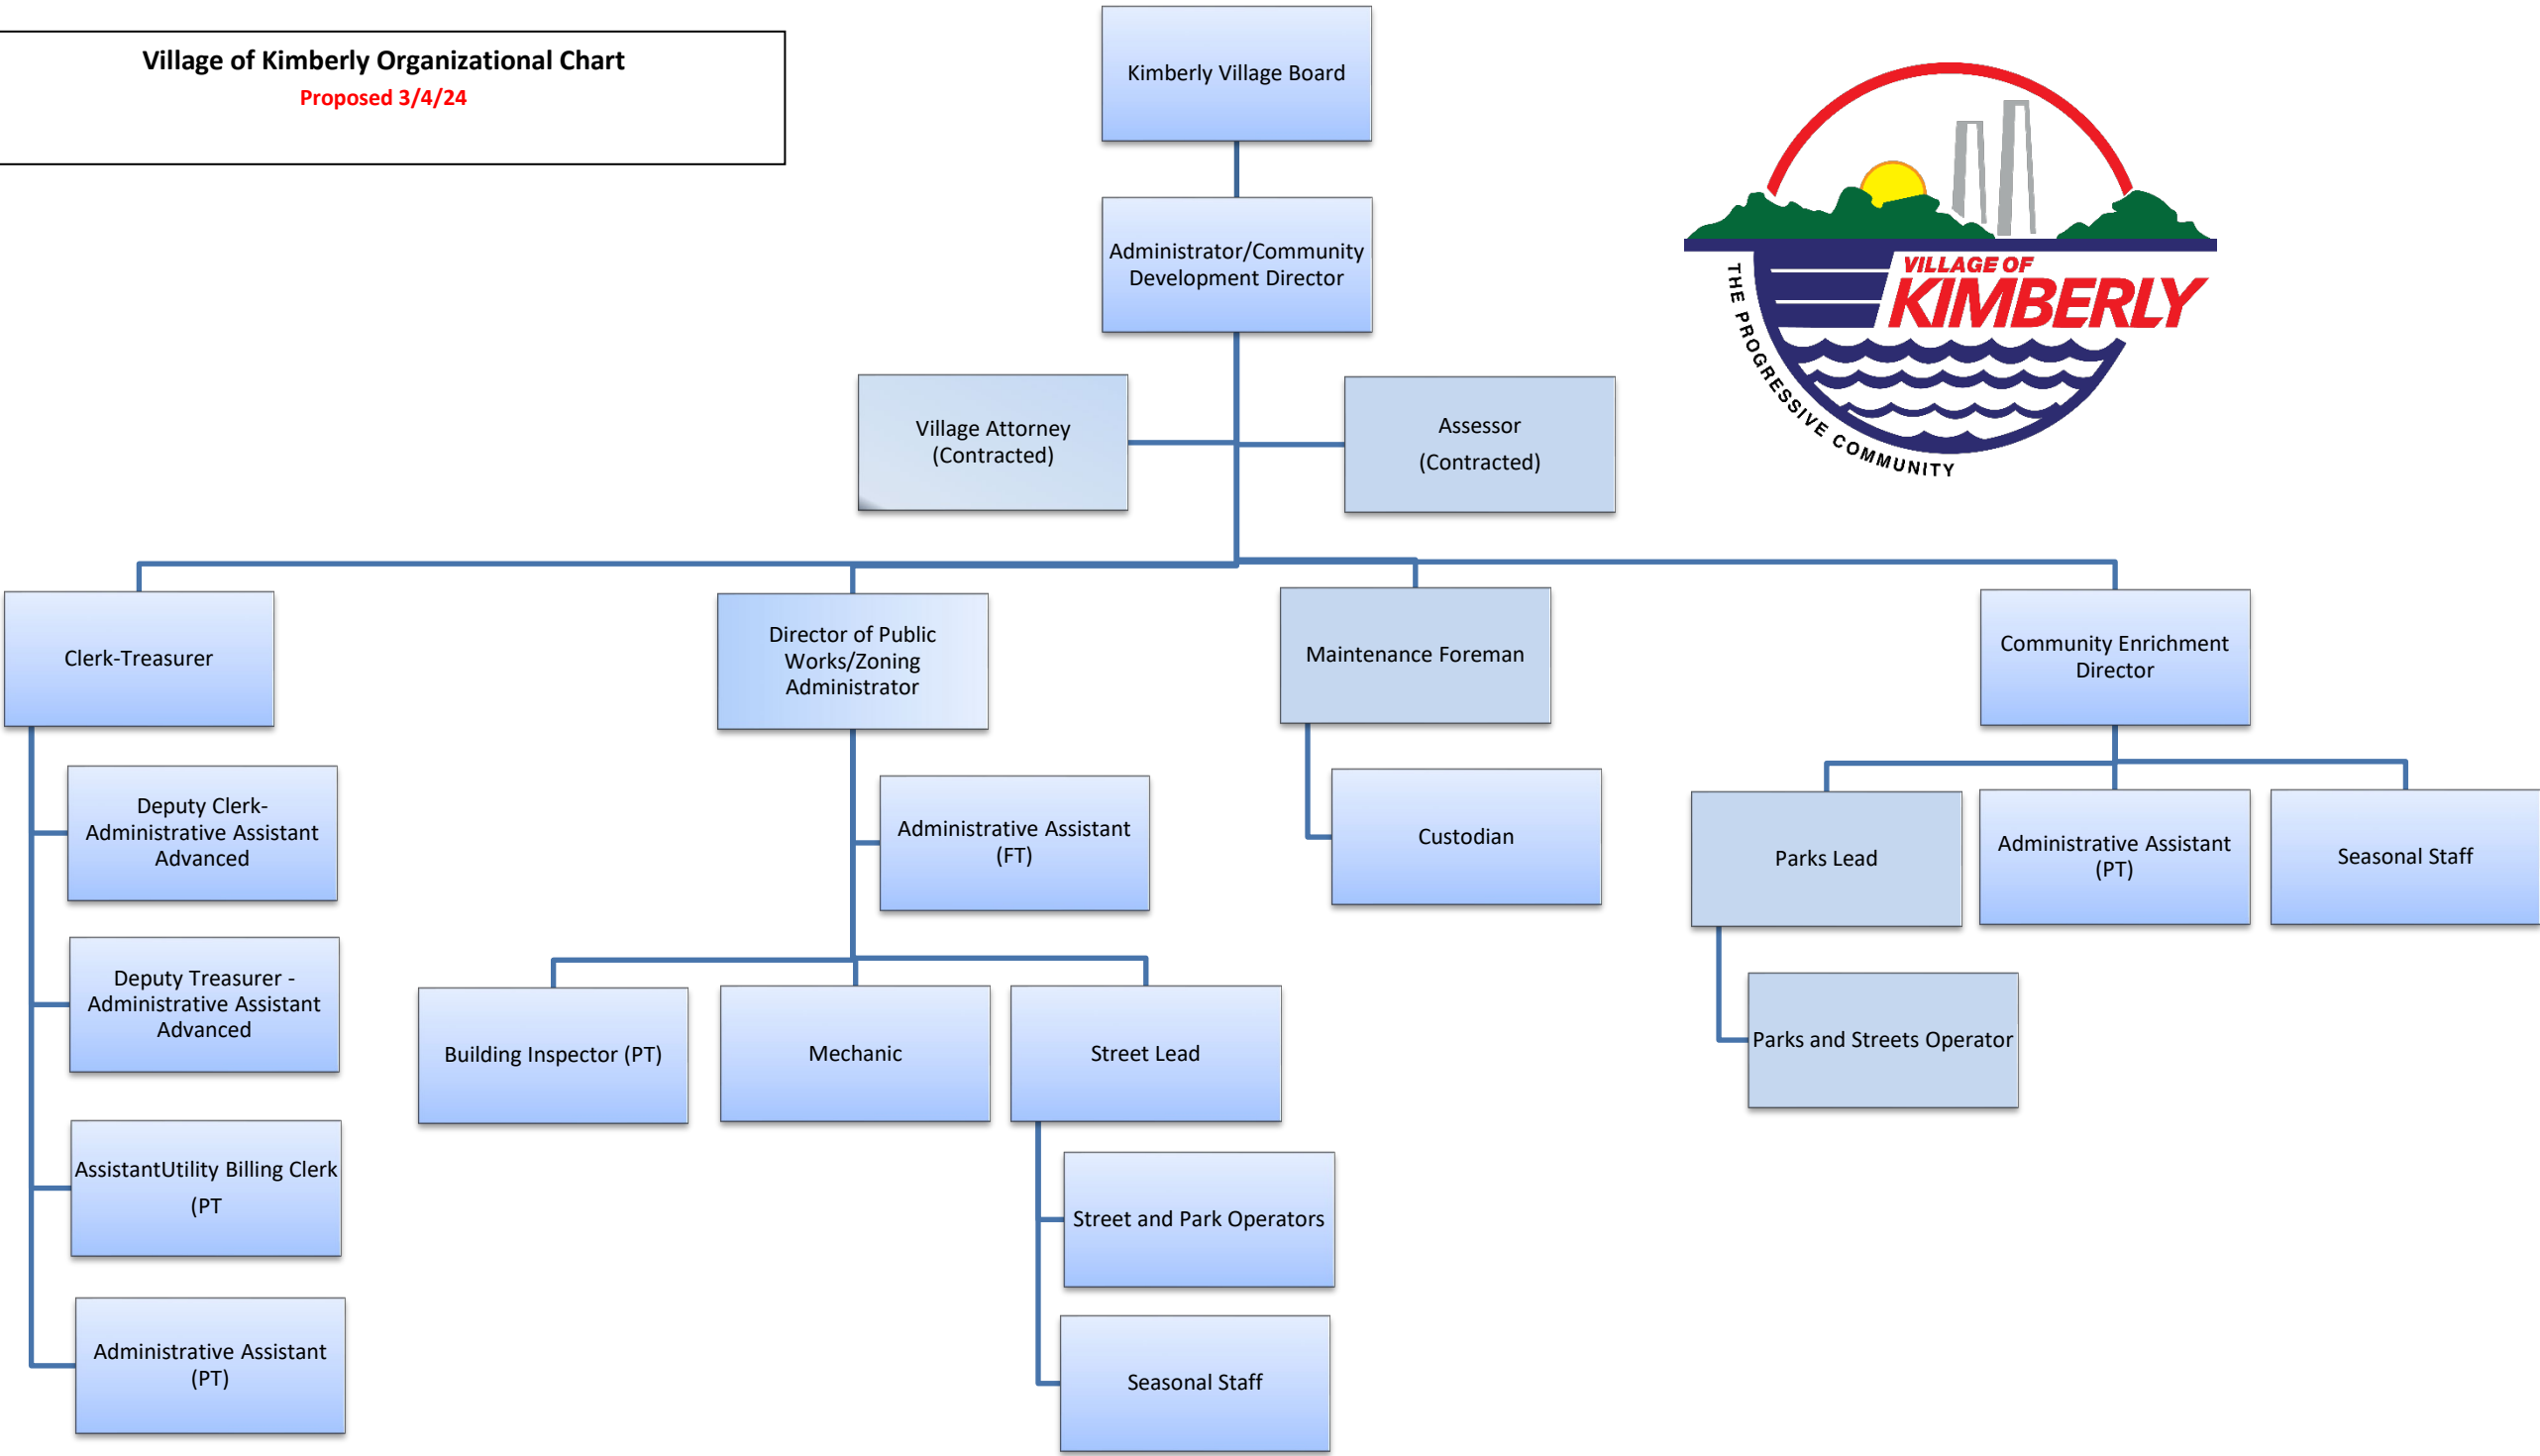 Village of Kimberly Organizational Chart
Proposed 3/4/24
Kimberly Village Board
Administrator/Community
Development Director
VILLAGE OF
KIMBERLY
THE PROGRESSIVE COMMUNITY
Village Attorney
(Contracted)
Assessor
(Contracted)
Clerk-Treasurer
Director of Public
Works/Zoning
Administrator
Maintenance Foreman
Community Enrichment
Director
Deputy Clerk-
Administrative Assistant
Advanced
Deputy Treasurer -
Administrative Assistant
Advanced
AssistantUtility Billing Clerk
(PT
Administrative Assistant
(PT)
Administrative Assistant
(FT)
Building Inspector (PT)
Mechanic
Street Lead
Street and Park Operators
Seasonal Staff
Custodian
Parks Lead
Administrative Assistant
(PT)
Seasonal Staff
Parks and Streets Operator